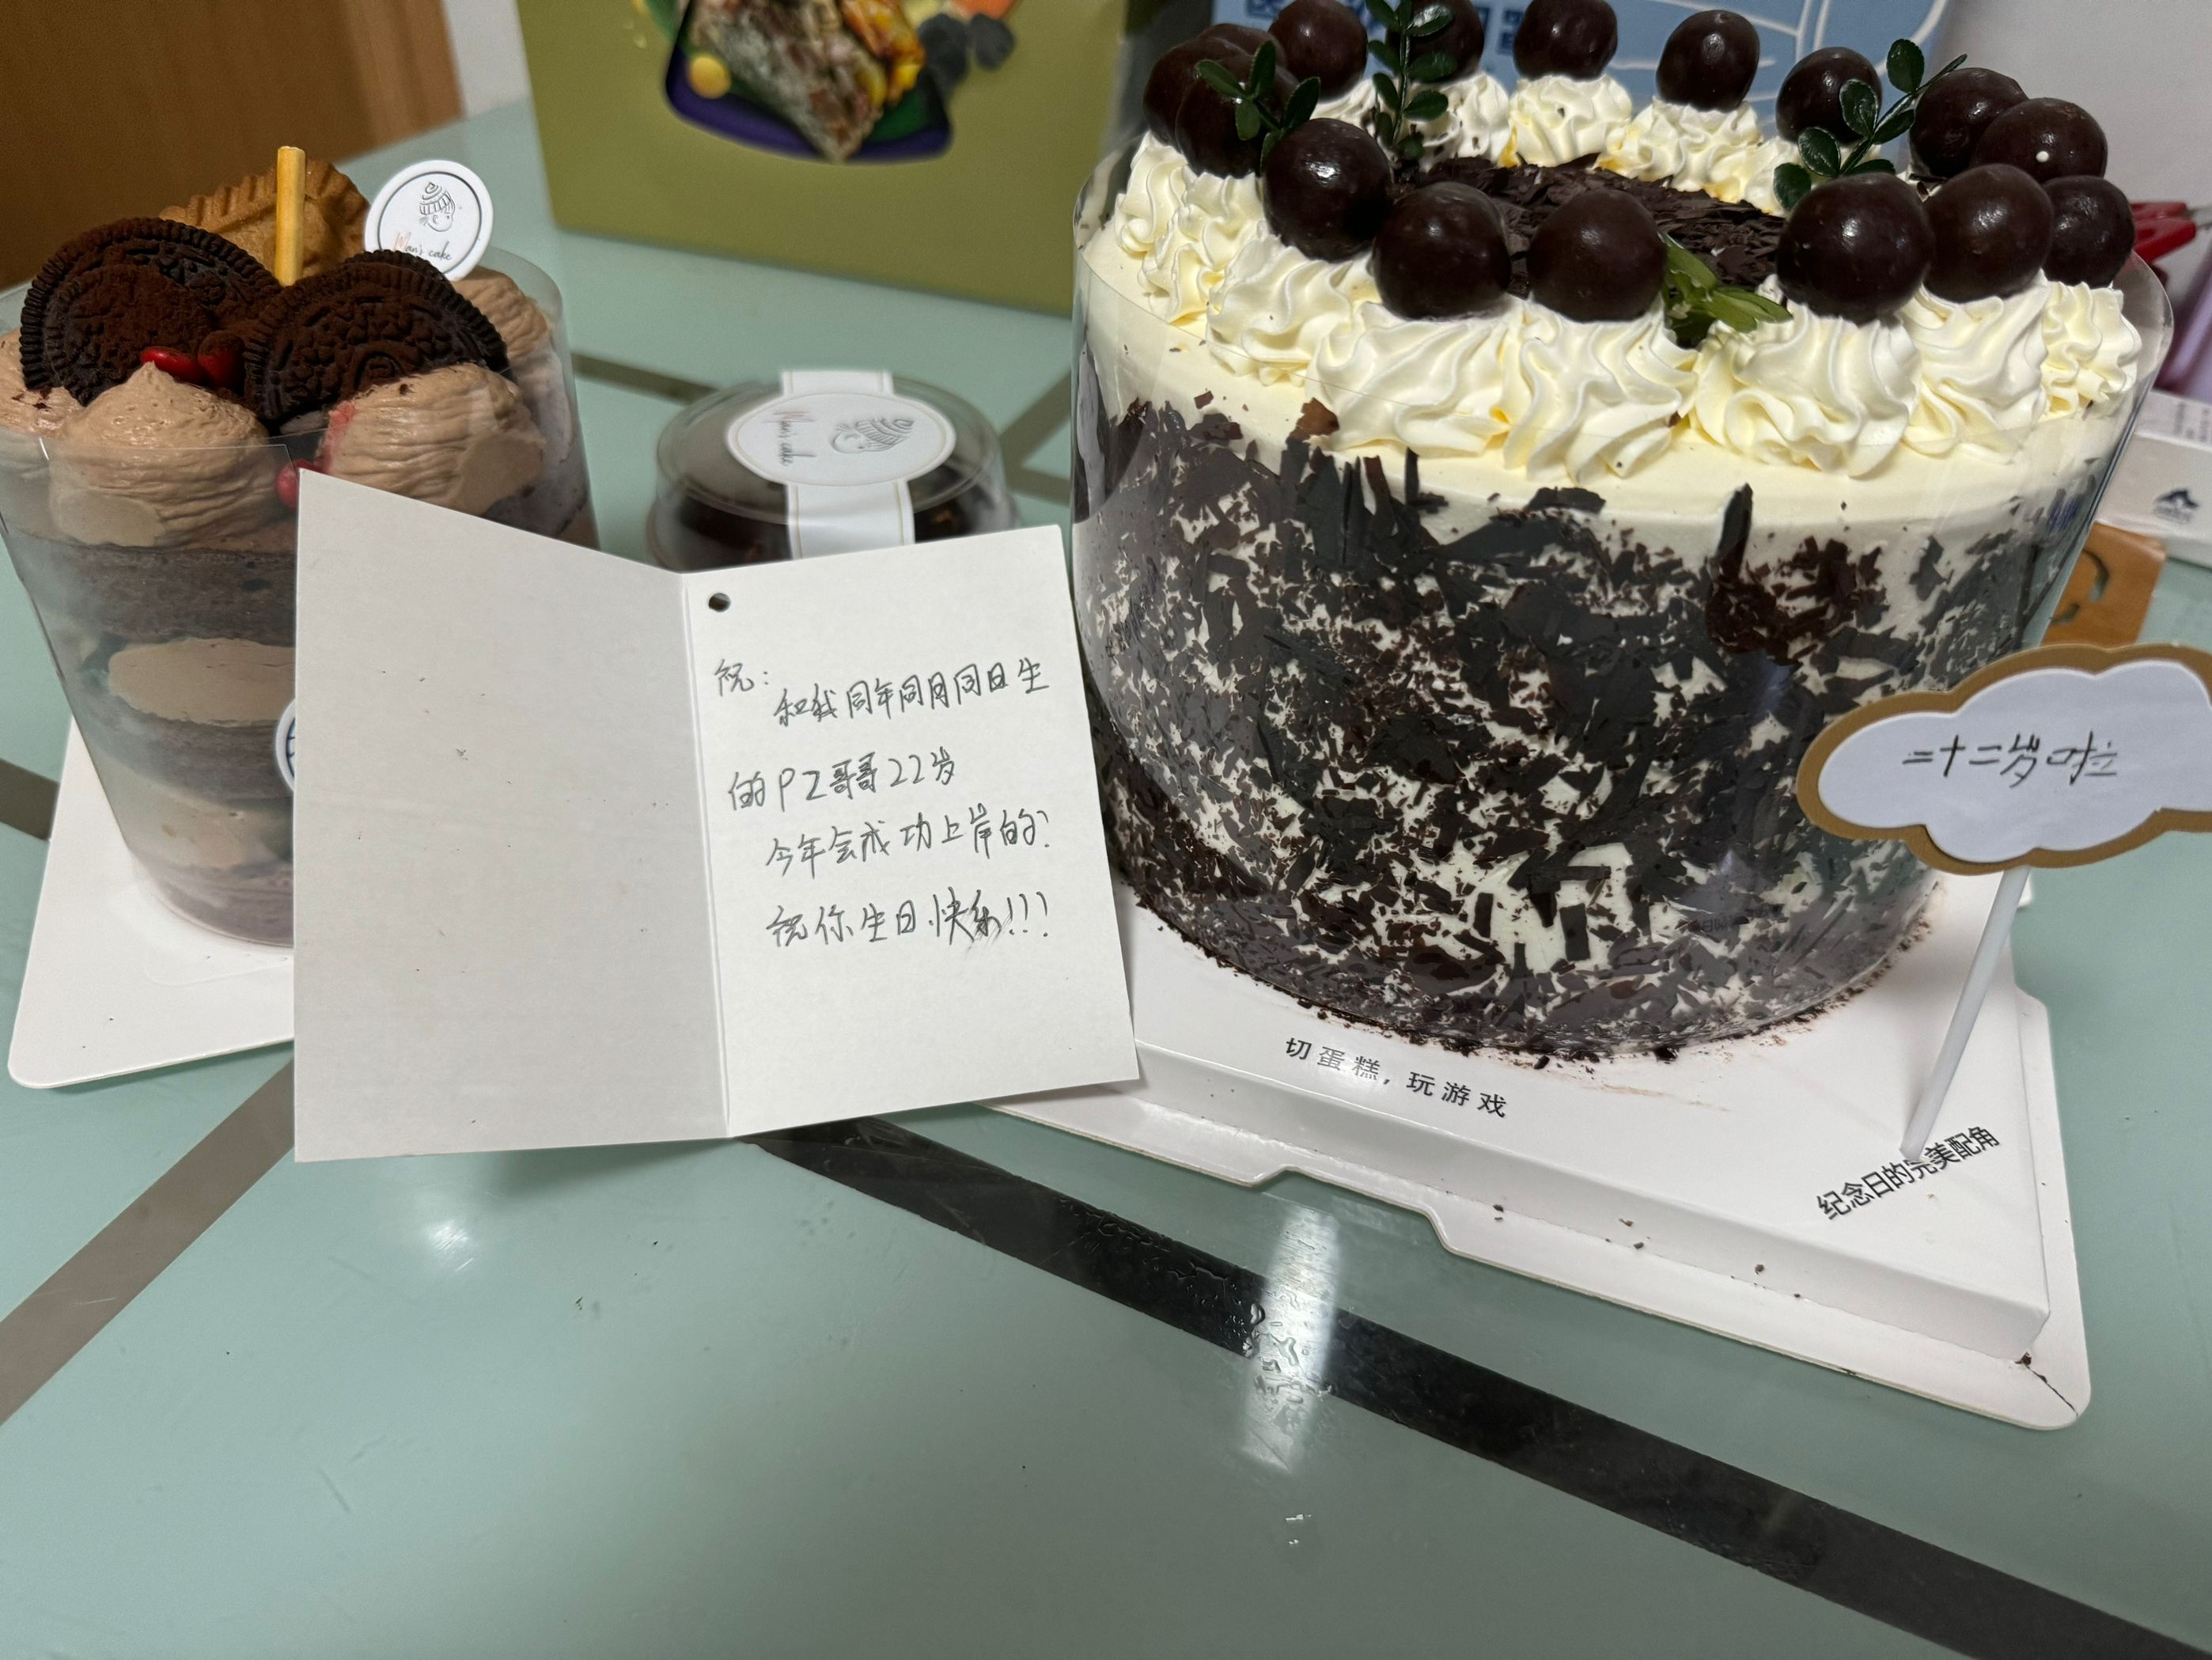 Man's cake
Man's cake
祝：
和我同年同月同日生
的PZ哥哥22岁
今年会成功上岸的！
祝你生日快乐！！！
二十二岁啦
切蛋糕，玩游戏
纪念日的完美配角